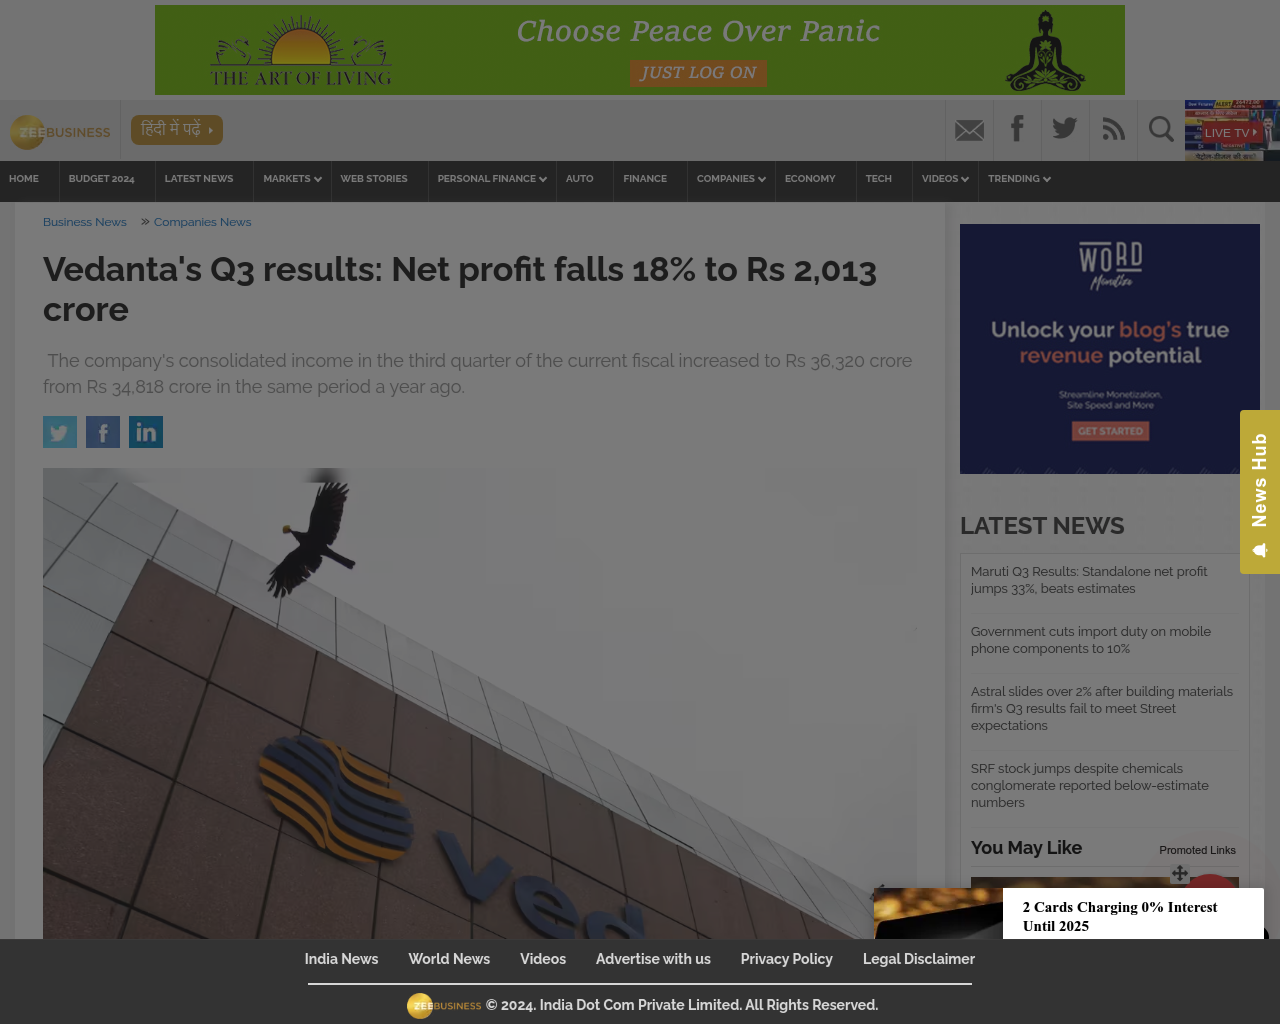 Choose Peace Over Panic
THE ART OF LIVING
JUST LOG ON
ZEEBUSINESS
हिंदी में पढ़ें
LIVE TV
HOME
BUDGET 2024
LATEST NEWS
MARKETS
WEB STORIES
PERSONAL FINANCE
AUTO
FINANCE
COMPANIES
ECONOMY
TECH
VIDEOS
TRENDING
Business News » Companies News
Vedanta's Q3 results: Net profit falls 18% to Rs 2,013
crore
The company's consolidated income in the third quarter of the current fiscal increased to Rs 36,320 crore
from Rs 34,818 crore in the same period a year ago.
ved
WORD
Mindthe
Unlock your blog's true
revenue potential
Streamline Monetization,
Site Speed and More
GET STARTED
News Hub
LATEST NEWS
Maruti Q3 Results: Standalone net profit
jumps 33%, beats estimates
Government cuts import duty on mobile
phone components to 10%
Astral slides over 2% after building materials
firm's Q3 results fail to meet Street
expectations
SRF stock jumps despite chemicals
conglomerate reported below-estimate
numbers
You May Like
Promoted Links
2 Cards Charging 0% Interest
Until 2025
India News
World News
Videos
Advertise with us
Privacy Policy
Legal Disclaimer
ZEEBUSINESS © 2024. India Dot Com Private Limited. All Rights Reserved.